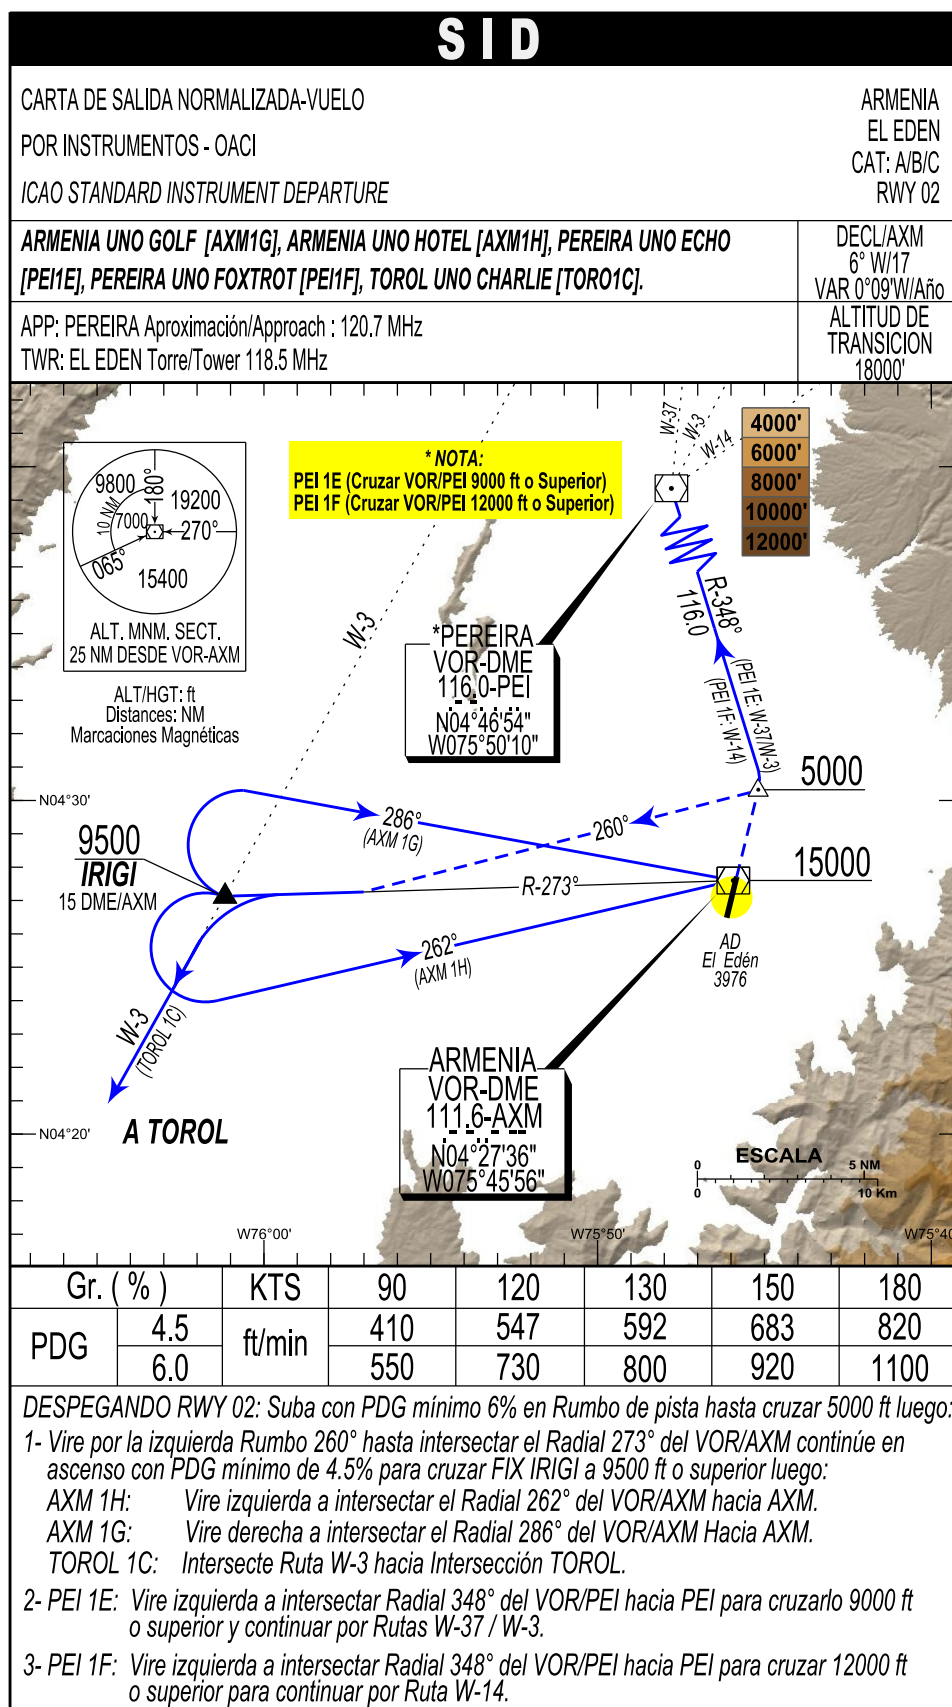 SID
CARTA DE SALIDA NORMALIZADA-VUELO
POR INSTRUMENTOS - OACI
ICAO STANDARD INSTRUMENT DEPARTURE
ARMENIA
EL EDEN
CAT: A/B/C
RWY 02
ARMENIA UNO GOLF [AXM1G], ARMENIA UNO HOTEL [AXM1H], PEREIRA UNO ECHO
[PEI1E], PEREIRA UNO FOXTROT [PEI1F], TOROL UNO CHARLIE [TORO1C].
DECL/AXM
6° W/17
VAR 0°09'W/Año
APP: PEREIRA Aproximación/Approach : 120.7 MHz
TWR: EL EDEN Torre/Tower 118.5 MHz
ALTITUD DE
TRANSICION
18000'
W-37
W-3
W-14
4000'
6000'
8000'
10000'
12000'
* NOTA:
PEI 1E (Cruzar VOR/PEI 9000 ft o Superior)
PEI 1F (Cruzar VOR/PEI 12000 ft o Superior)
9800
180°
19200
10 NM
7000
270°
065°
15400
ALT. MNM. SECT.
25 NM DESDE VOR-AXM
ALT/HGT: ft
Distances: NM
Marcaciones Magnéticas
W-3
*PEREIRA
VOR-DME
116.0-PEI
N04°46'54"
W075°50'10"
R-348°
116.0
(PEI 1E: W-37/W-3)
(PEI 1F: W-14)
5000
N04°30'
286°
(AXM 1G)
260°
9500
IRIGI
15 DME/AXM
R-273°
15000
262°
(AXM 1H)
AD
El Edén
3976
W-3
(TOROL 1C)
A TOROL
ARMENIA
VOR-DME
111.6-AXM
N04°27'36"
W075°45'56"
N04°20'
ESCALA
0 5 NM
0 10 Km
W76°00'
W75°50'
W75°40
Gr. ( % ) KTS 90 120 130 150 180
PDG 4.5 ft/min 410 547 592 683 820
6.0 550 730 800 920 1100
DESPEGANDO RWY 02: Suba con PDG mínimo 6% en Rumbo de pista hasta cruzar 5000 ft luego:
1- Vire por la izquierda Rumbo 260° hasta intersectar el Radial 273° del VOR/AXM continúe en
ascenso con PDG mínimo de 4.5% para cruzar FIX IRIGI a 9500 ft o superior luego:
AXM 1H: Vire izquierda a intersectar el Radial 262° del VOR/AXM hacia AXM.
AXM 1G: Vire derecha a intersectar el Radial 286° del VOR/AXM Hacia AXM.
TOROL 1C: Intersecte Ruta W-3 hacia Intersección TOROL.
2- PEI 1E: Vire izquierda a intersectar Radial 348° del VOR/PEI hacia PEI para cruzarlo 9000 ft
o superior y continuar por Rutas W-37 / W-3.
3- PEI 1F: Vire izquierda a intersectar Radial 348° del VOR/PEI hacia PEI para cruzar 12000 ft
o superior para continuar por Ruta W-14.